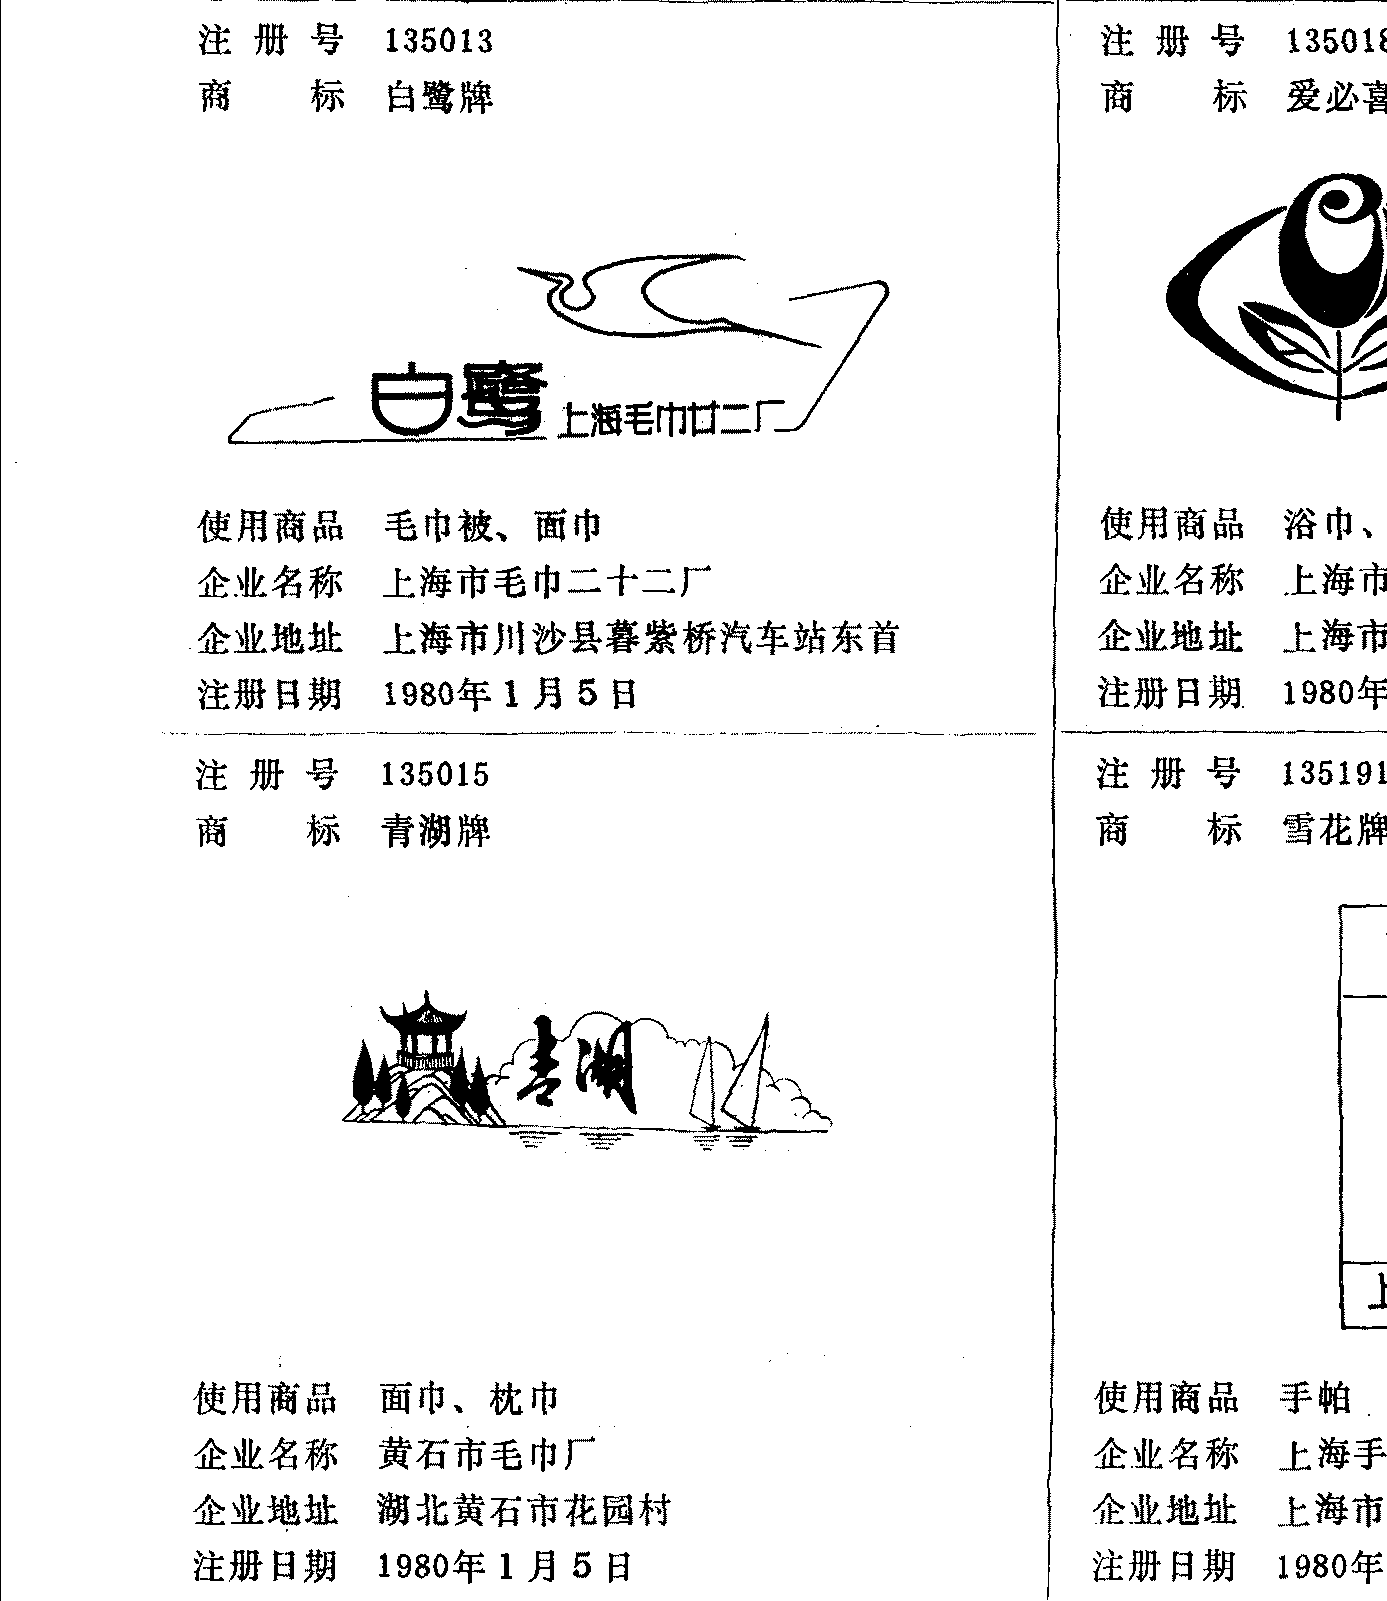 注册号 135013
商标 白鹭牌
白鹭 上海毛巾廿二厂
使用商品 毛巾被、面巾
企业名称 上海市毛巾二十二厂
企业地址 上海市川沙县暮紫桥汽车站东首
注册日期 1980年1月5日
注册号 135015
商标 青湖牌
青湖
使用商品 面巾、枕巾
企业名称 黄石市毛巾厂
企业地址 湖北黄石市花园村
注册日期 1980年1月5日
注册号 135018
商标 爱必喜
使用商品 浴巾、
企业名称 上海市
企业地址 上海市
注册日期 1980年
注册号 135191
商标 雪花牌
上
使用商品 手帕
企业名称 上海手
企业地址 上海市
注册日期 1980年